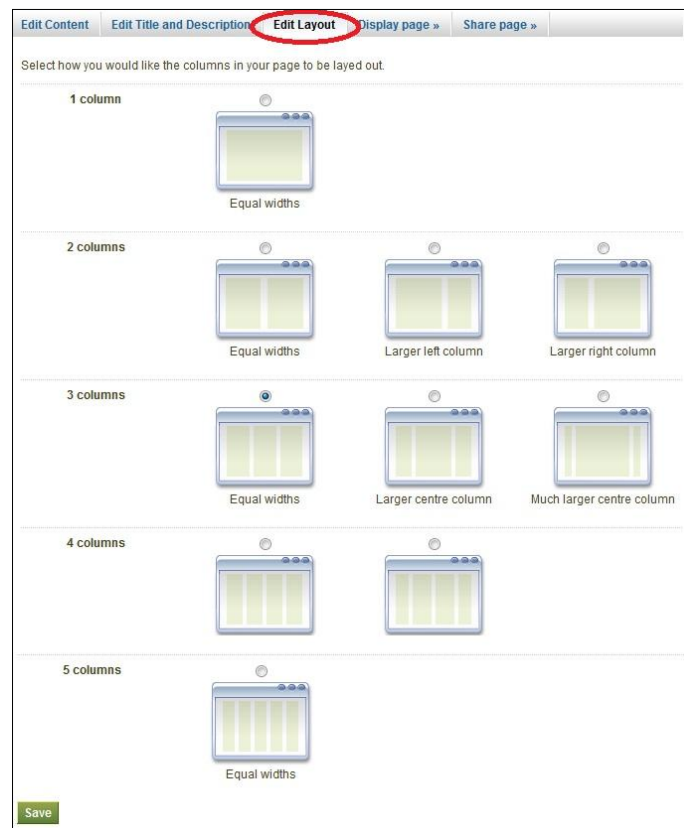 Edit Content Edit Title and Description Edit Layout Display page » Share page »
Select how you would like the columns in your page to be layed out.
1 column
Equal widths
2 columns
Equal widths Larger left column Larger right column
3 columns
Equal widths Larger centre column Much larger centre column
4 columns
5 columns
Equal widths
Save